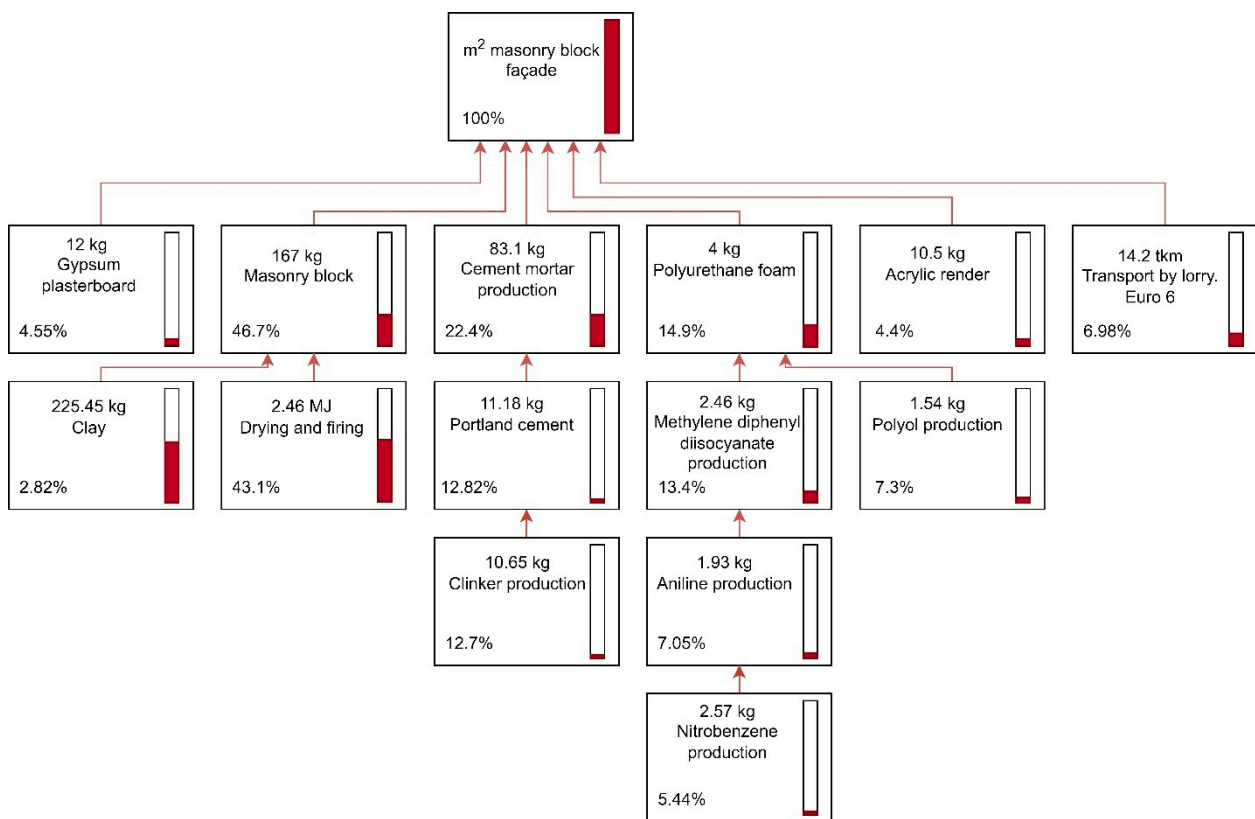 m² masonry block
façade
100%
12 kg
Gypsum
plasterboard
4.55%
167 kg
Masonry block
46.7%
83.1 kg
Cement mortar
production
22.4%
4 kg
Polyurethane foam
14.9%
10.5 kg
Acrylic render
4.4%
14.2 tkm
Transport by lorry.
Euro 6
6.98%
225.45 kg
Clay
2.82%
2.46 MJ
Drying and firing
43.1%
11.18 kg
Portland cement
12.82%
2.46 kg
Methylene diphenyl
diisocyanate
production
13.4%
1.54 kg
Polyol production
7.3%
10.65 kg
Clinker production
12.7%
1.93 kg
Aniline production
7.05%
2.57 kg
Nitrobenzene
production
5.44%